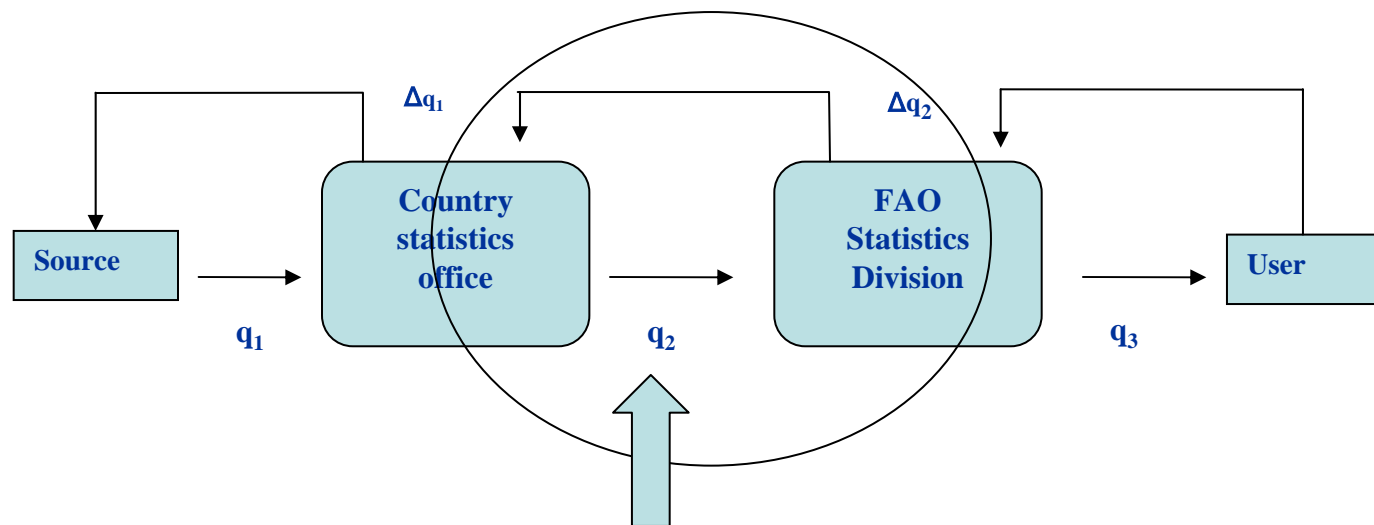 Δq₁
Δq₂
Source
Country
statistics
office
FAO
Statistics
Division
User
q₁
q₂
q₃